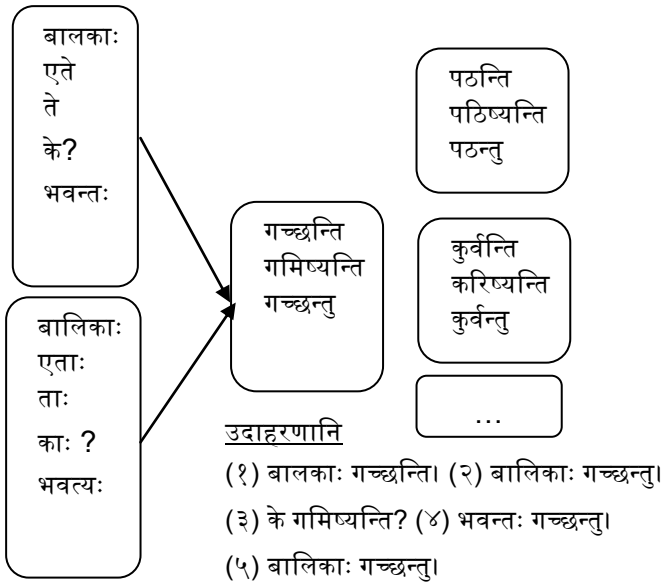 बालकाः
एते
ते
के?
भवन्तः
बालिकाः
एताः
ताः
काः ?
भवत्यः
गच्छन्ति
गमिष्यन्ति
गच्छन्तु
पठन्ति
पठिष्यन्ति
पठन्तु
कुर्वन्ति
करिष्यन्ति
कुर्वन्तु
...
उदाहरणानि
(१) बालकाः गच्छन्ति। (२) बालिकाः गच्छन्तु।
(३) के गमिष्यन्ति? (४) भवन्तः गच्छन्तु।
(५) बालिकाः गच्छन्तु।